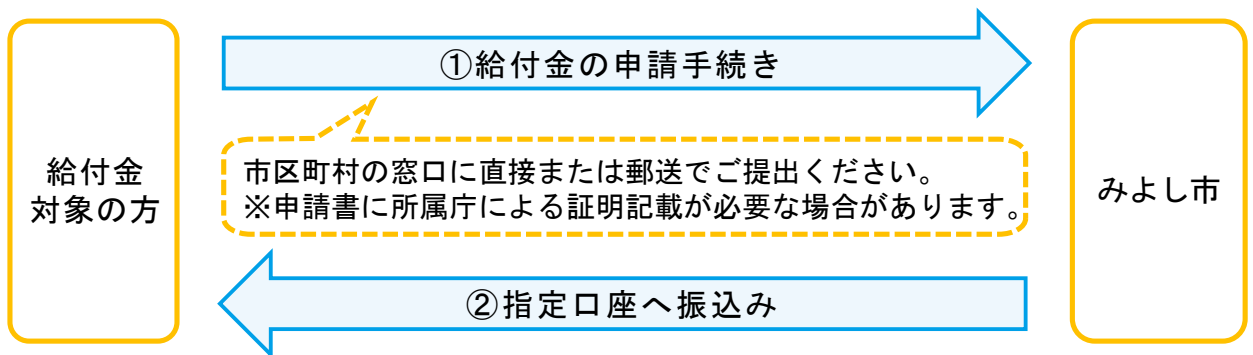 ①給付金の申請手続き
給付金
対象の方
市区町村の窓口に直接または郵送でご提出ください。
※申請書に所属庁による証明記載が必要な場合があります。
みよし市
②指定口座へ振込み